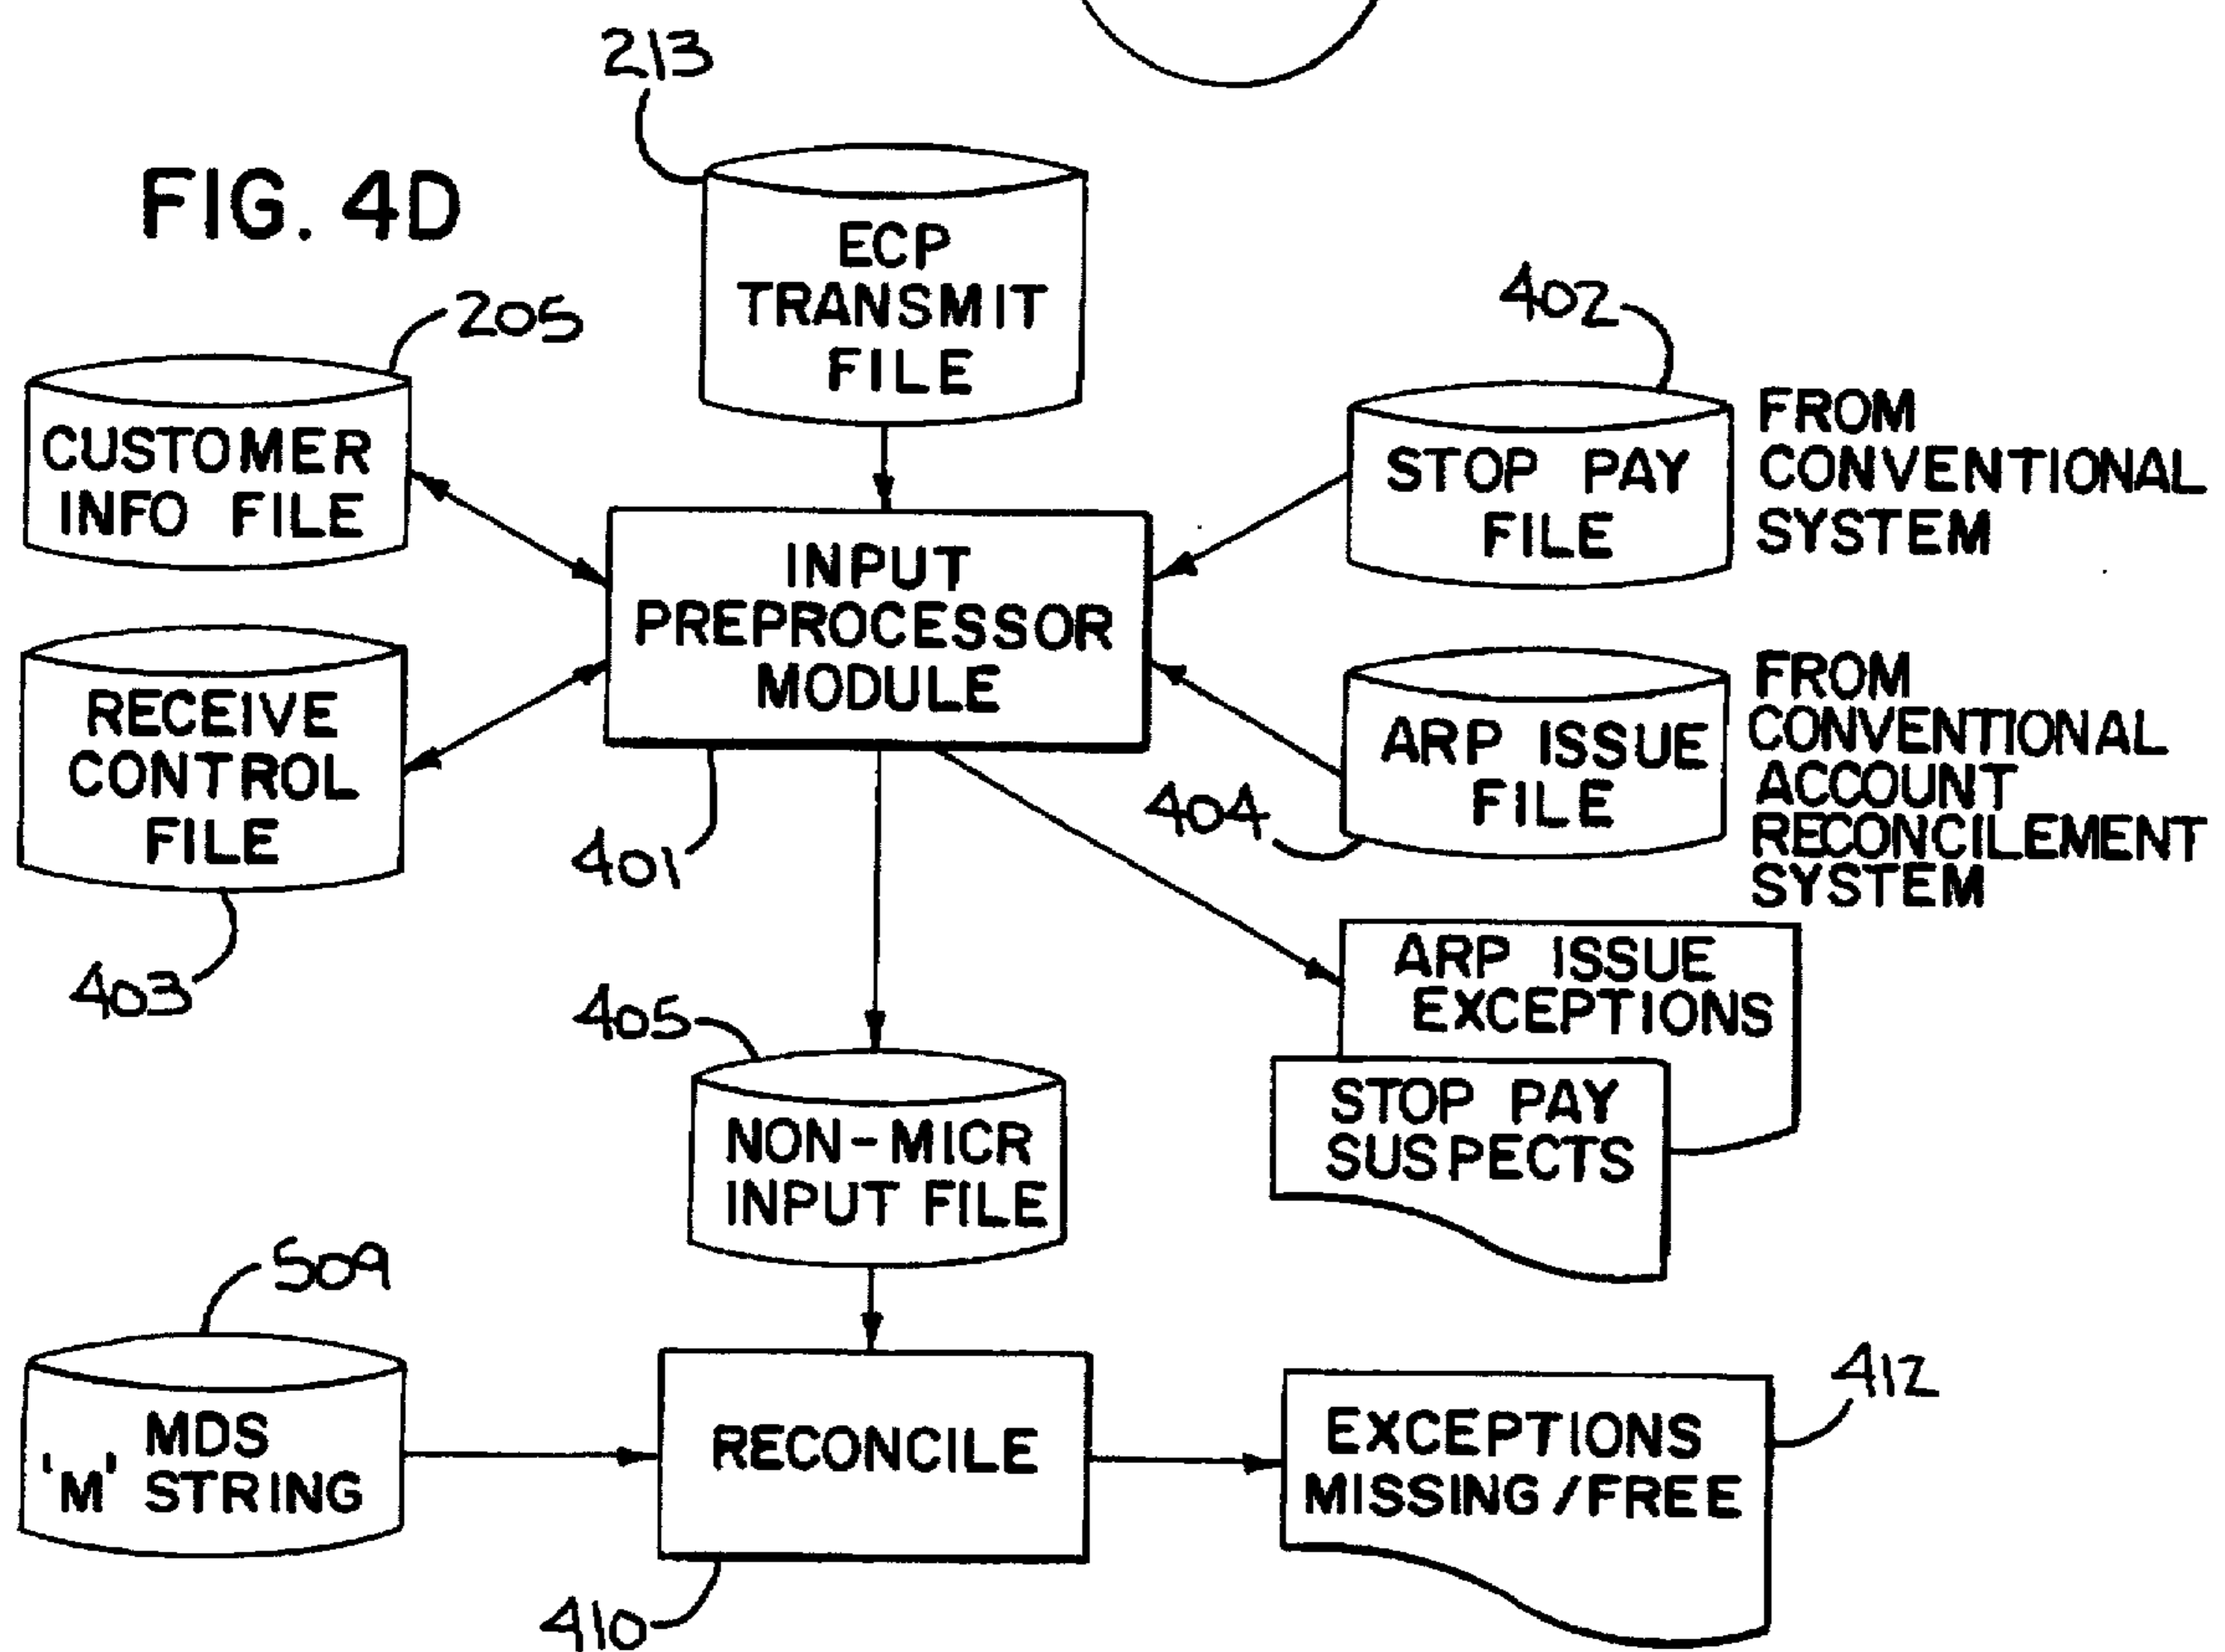 213
FIG. 4D
ECP
TRANSMIT
FILE
205
CUSTOMER
INFO FILE
402
STOP PAY
FILE
FROM
CONVENTIONAL
SYSTEM
INPUT
PREPROCESSOR
MODULE
RECEIVE
CONTROL
FILE
ARP ISSUE
FILE
FROM
CONVENTIONAL
ACCOUNT
RECONCILEMENT
SYSTEM
404
401
403
ARP ISSUE
EXCEPTIONS
405
STOP PAY
SUSPECTS
NON-MICR
INPUT FILE
509
MDS
'M' STRING
RECONCILE
EXCEPTIONS
MISSING/FREE
412
410